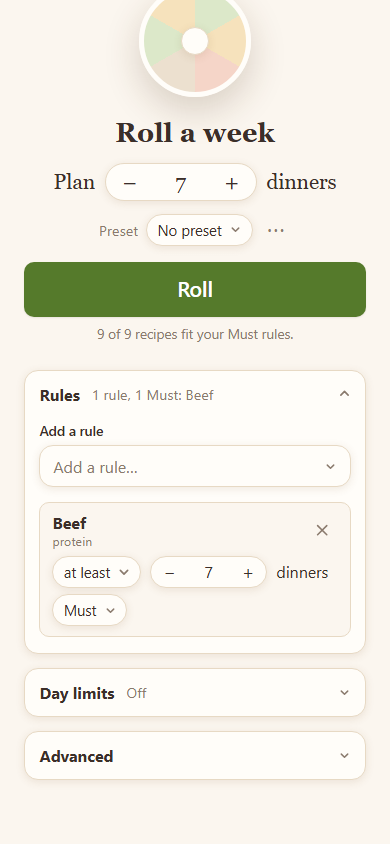 Roll a week
Plan − 7 + dinners
Preset No preset ···
Roll
9 of 9 recipes fit your Must rules.
Rules 1 rule, 1 Must: Beef
Add a rule
Add a rule...
Beef
protein
at least − 7 + dinners
Must
Day limits Off
Advanced